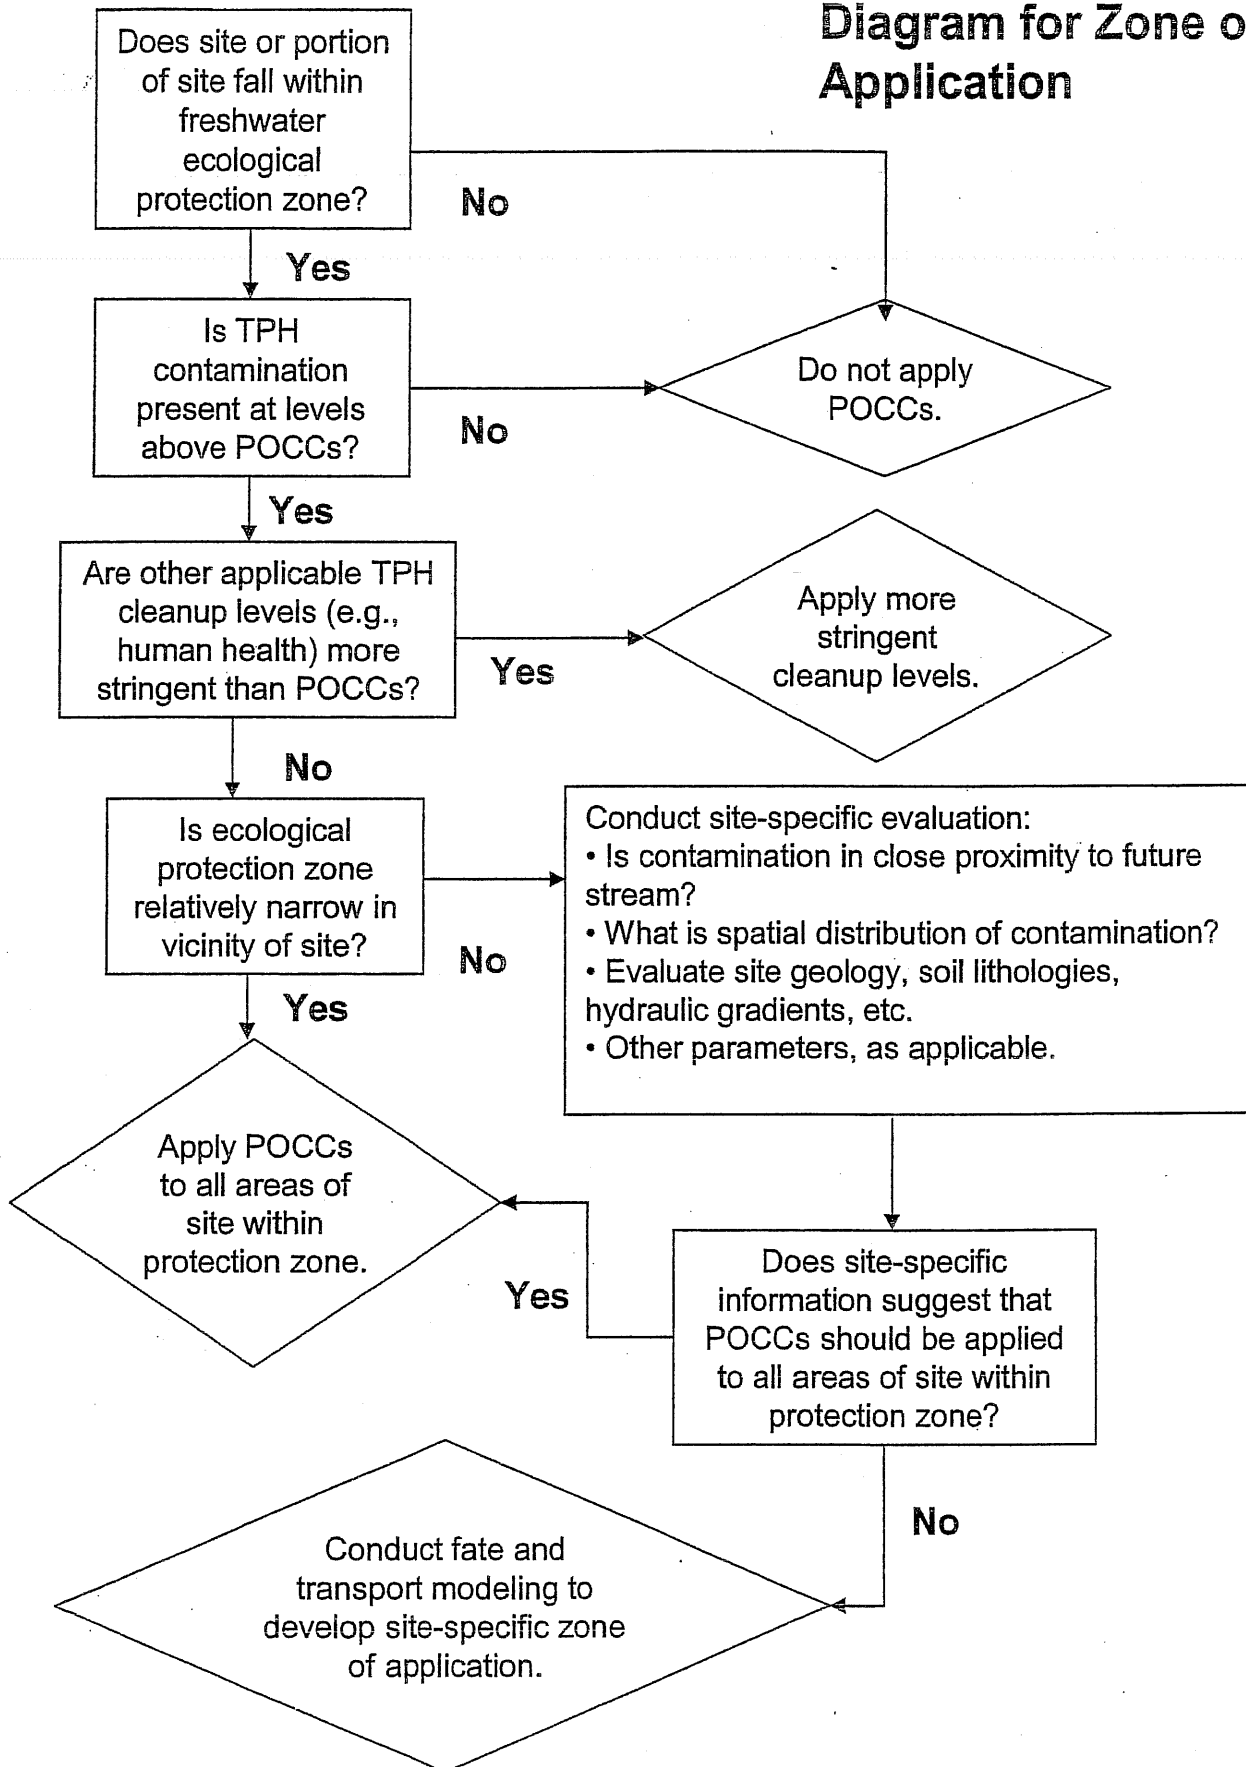 Diagram for Zone o
Application
Does site or portion
of site fall within
freshwater
ecological
protection zone?
No
Yes
Is TPH
contamination
present at levels
above POCCs?
No
Do not apply
POCCs.
Yes
Are other applicable TPH
cleanup levels (e.g.,
human health) more
stringent than POCCs?
Yes
Apply more
stringent
cleanup levels.
No
Is ecological
protection zone
relatively narrow in
vicinity of site?
No
Conduct site-specific evaluation:
• Is contamination in close proximity to future
stream?
• What is spatial distribution of contamination?
• Evaluate site geology, soil lithologies,
hydraulic gradients, etc.
• Other parameters, as applicable.
Yes
Apply POCCs
to all areas of
site within
protection zone.
Yes
Does site-specific
information suggest that
POCCs should be applied
to all areas of site within
protection zone?
No
Conduct fate and
transport modeling to
develop site-specific zone
of application.